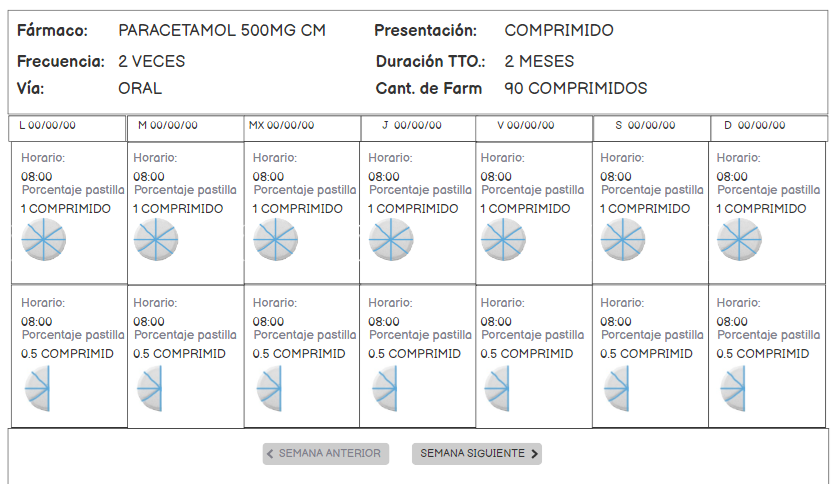 Fármaco: PARACETAMOL 500MG CM Presentación: COMPRIMIDO
Frecuencia: 2 VECES Duración TTO.: 2 MESES
Vía: ORAL Cant. de Farm 90 COMPRIMIDOS
L 00/00/00 M 00/00/00 MX 00/00/00 J 00/00/00 V 00/00/00 S 00/00/00 D 00/00/00
Horario: Horario: Horario: Horario: Horario: Horario: Horario:
08:00 08:00 08:00 08:00 08:00 08:00 08:00
Porcentaje pastilla Porcentaje pastilla Porcentaje pastilla Porcentaje pastilla Porcentaje pastilla Porcentaje pastilla Porcentaje pastilla
1 COMPRIMIDO 1 COMPRIMIDO 1 COMPRIMIDO 1 COMPRIMIDO 1 COMPRIMIDO 1 COMPRIMIDO 1 COMPRIMIDO
Horario: Horario: Horario: Horario: Horario: Horario: Horario:
08:00 08:00 08:00 08:00 08:00 08:00 08:00
Porcentaje pastilla Porcentaje pastilla Porcentaje pastilla Porcentaje pastilla Porcentaje pastilla Porcentaje pastilla Porcentaje pastilla
0.5 COMPRIMID 0.5 COMPRIMID 0.5 COMPRIMID 0.5 COMPRIMID 0.5 COMPRIMID 0.5 COMPRIMID 0.5 COMPRIMID
SEMANA ANTERIOR SEMANA SIGUIENTE